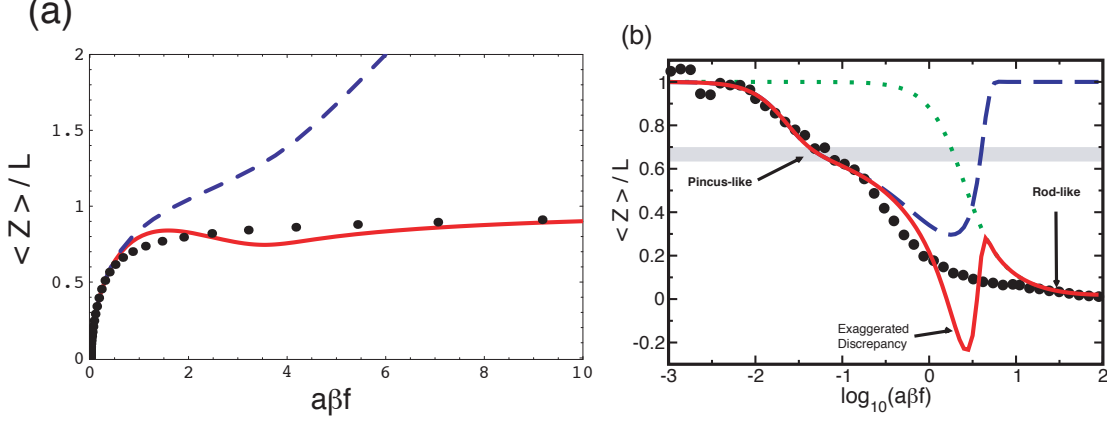 (a)
2
1.5
1
0.5
0
0 2 4 6 8 10
< Z > / L
aβf
(b)
1
0.8
0.6
0.4
0.2
0
-0.2
-3 -2 -1 0 1 2
< Z > / L
log10(aβf)
Pincus-like
Rod-like
Exaggerated
Discrepancy